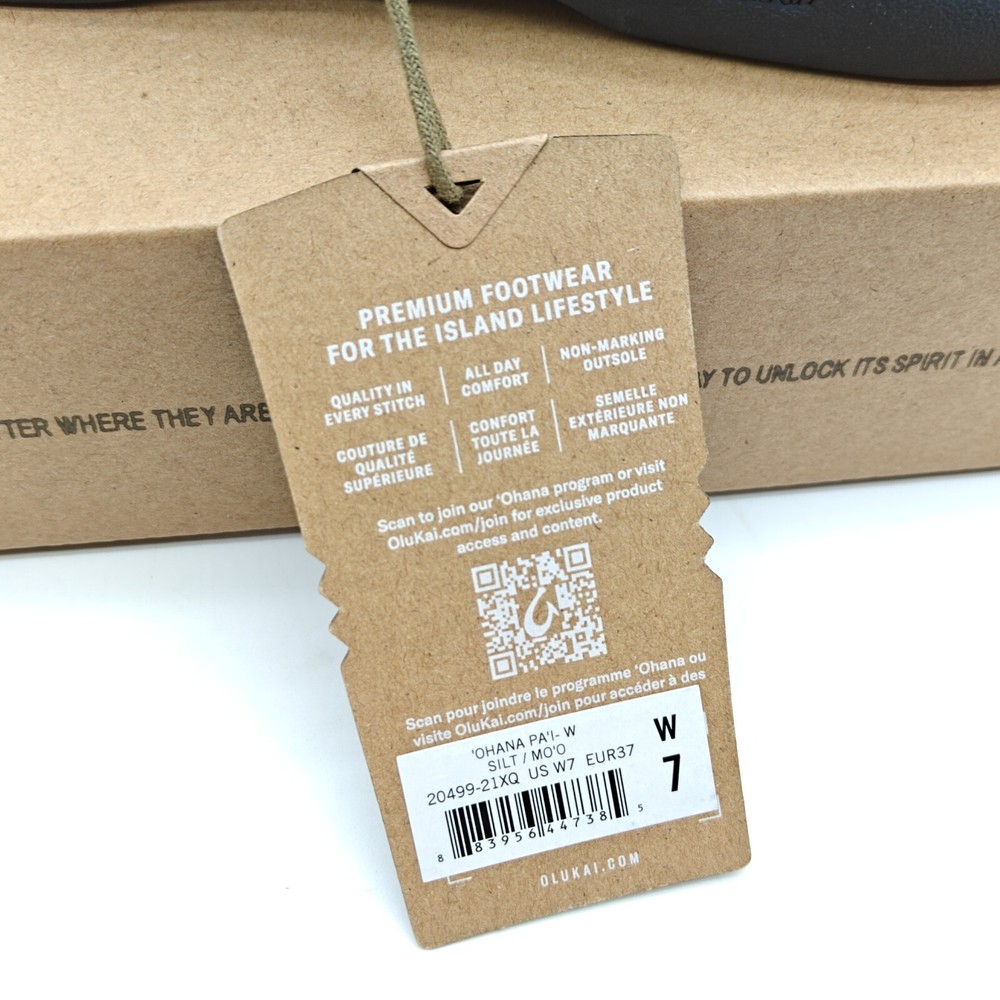 PREMIUM FOOTWEAR
FOR THE ISLAND LIFESTYLE
QUALITY IN
EVERY STITCH
ALL DAY
COMFORT
NON-MARKING
OUTSOLE
COUTURE DE
QUALITÉ
SUPÉRIEURE
CONFORT
TOUTE LA
JOURNÉE
SEMELLE
EXTÉRIEURE NON
MARQUANTE
Scan to join our 'Ohana program or visit
OluKai.com/join for exclusive product
access and content.
Scan pour joindre le programme 'Ohana ou
visite OluKai.com/join pour accéder à des
'OHANA PA'I- W
SILT / MO'O
20499-21XQ US W7 EUR37
W
7
8 83956 44738 5
OLUKAI.COM
WHERE THEY ARE
TO UNLOCK ITS SPIRIT IN